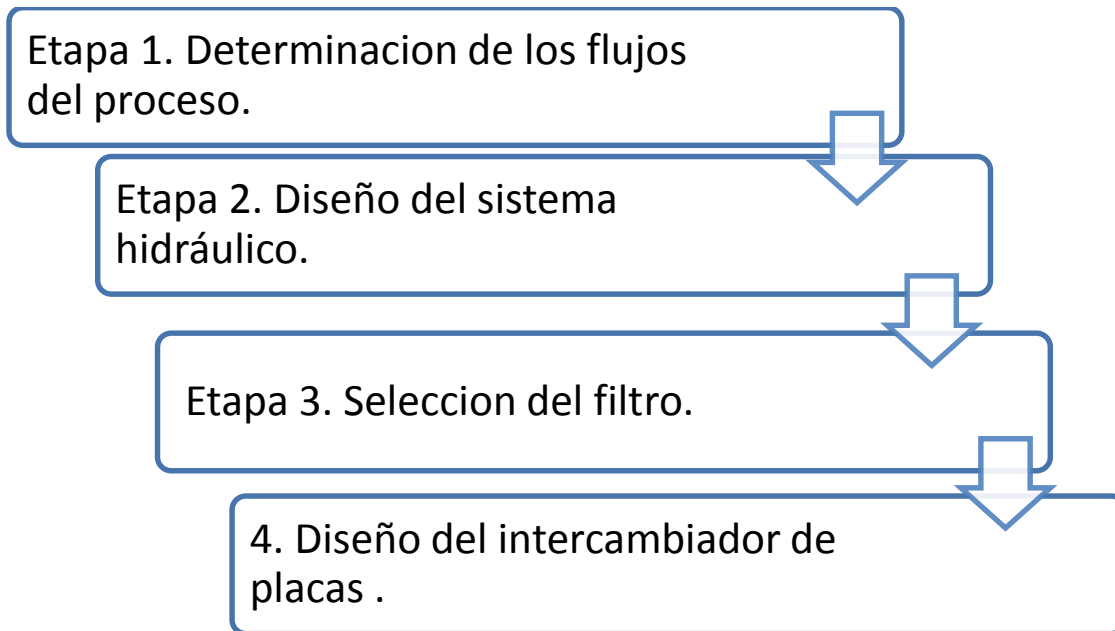 Etapa 1. Determinacion de los flujos
del proceso.
Etapa 2. Diseño del sistema
hidráulico.
Etapa 3. Seleccion del filtro.
4. Diseño del intercambiador de
placas .